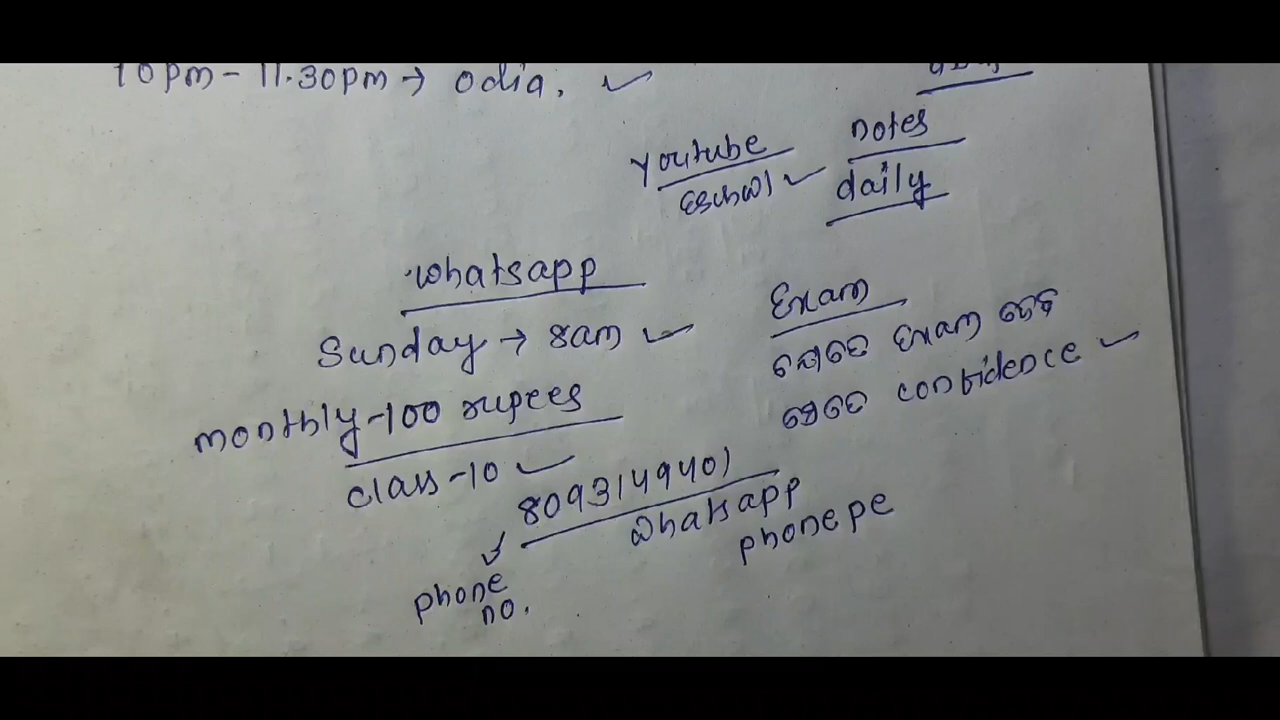 10pm - 11.30pm → odia.
youtube
notes
daily
whatsapp
Sunday → 8am
monthly - 100 rupees
class - 10
Exam
ଯେତେ Exam ଦେବ
ସେତେ confidence
8093149401
whatsapp
phonepe
phone
no.